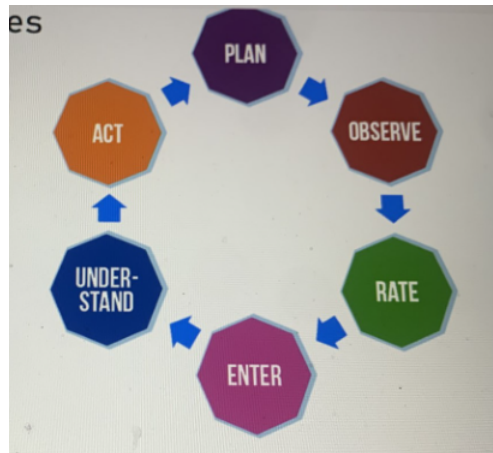 es
PLAN
OBSERVE
RATE
ENTER
UNDER-
STAND
ACT